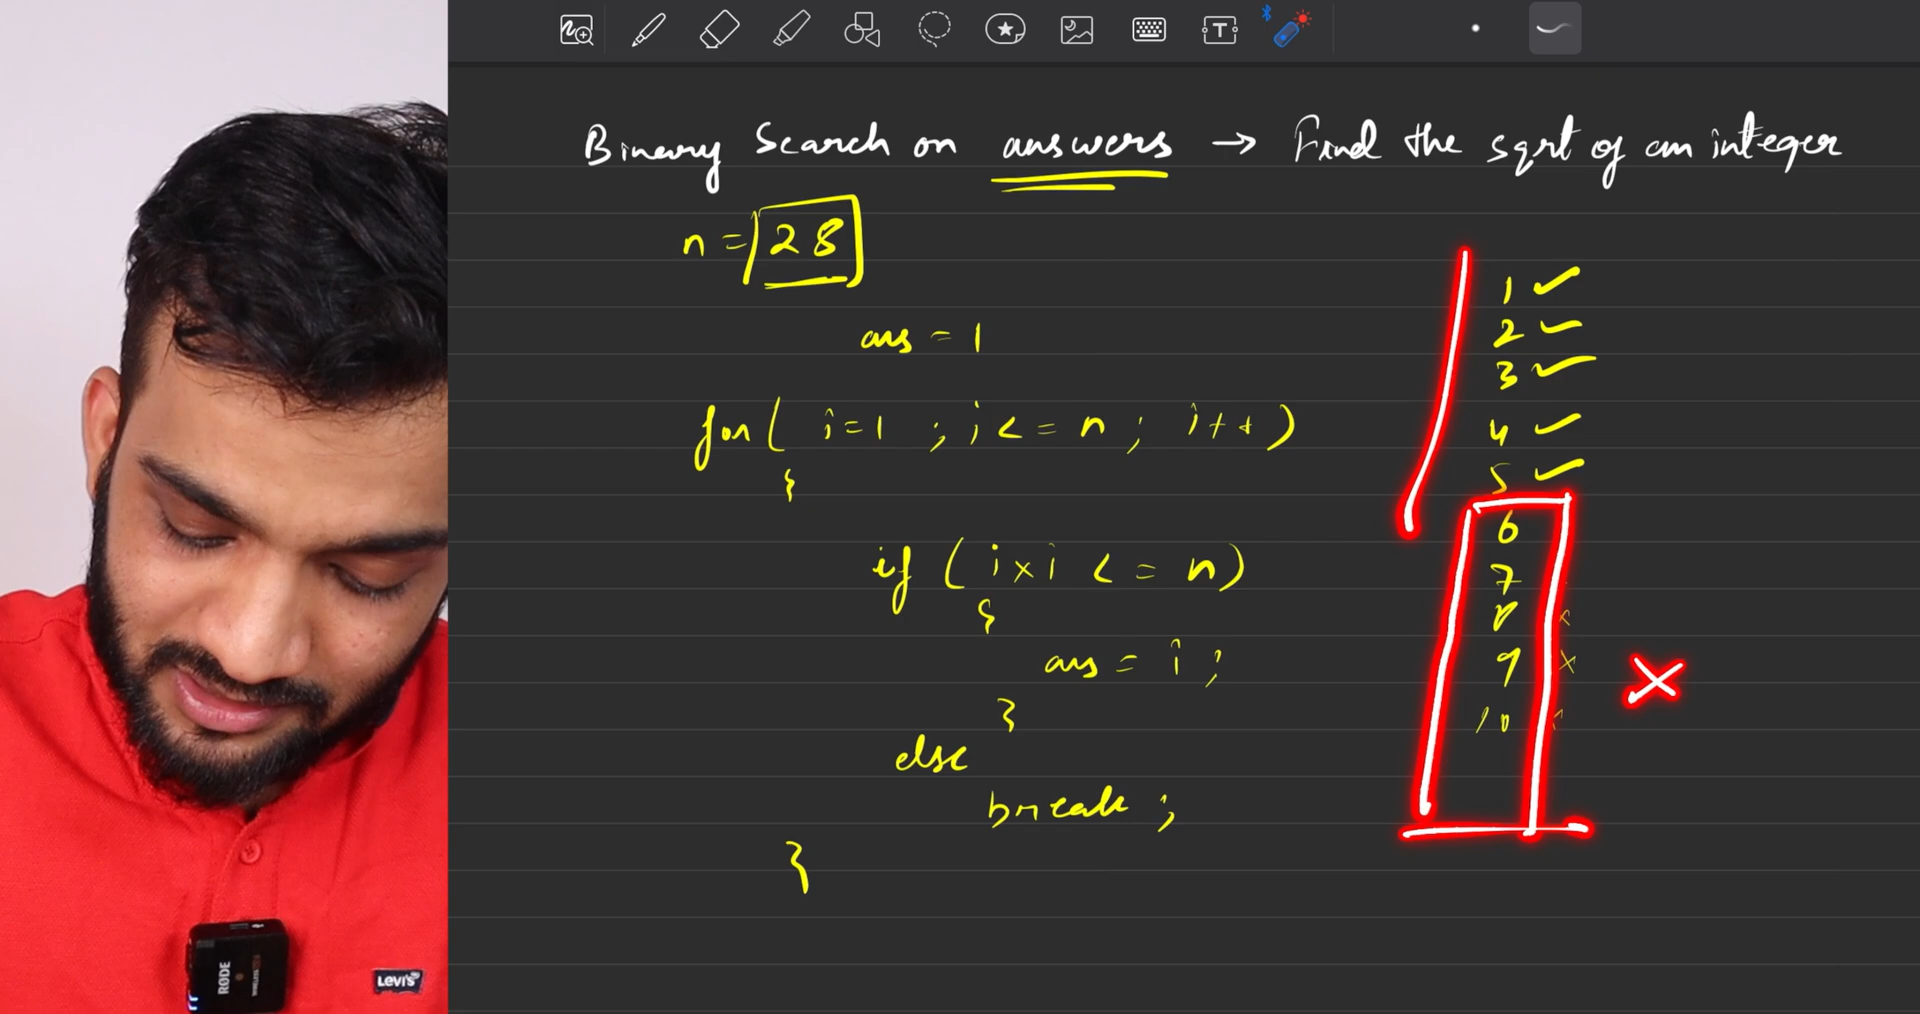 Binary Search on answers → Find the sqrt of an integer
n = 28
ans = 1
for( i=1 ; i <= n ; i++ )
{
if ( i x i <= n )
{
ans = i ;
}
else
break ;
}
1 ✓
2 ✓
3 ✓
4 ✓
5 ✓
6
7
8 x
9 x
10
X
T
RØDE
LEVI'S